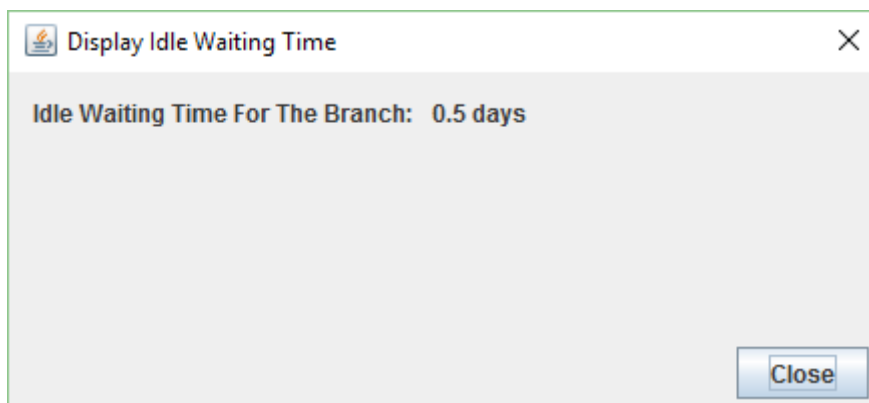 Display Idle Waiting Time
Idle Waiting Time For The Branch: 0.5 days
Close